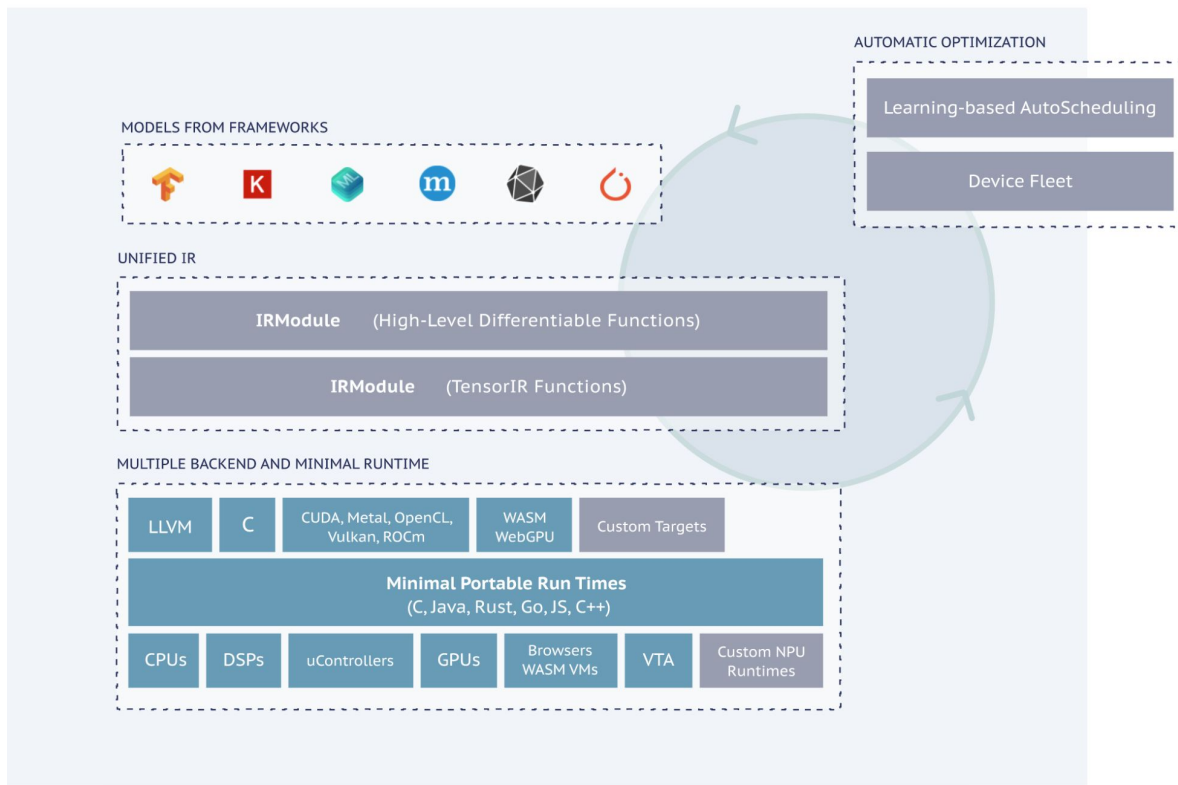 AUTOMATIC OPTIMIZATION
Learning-based AutoScheduling
Device Fleet
MODELS FROM FRAMEWORKS
K
ML
m
UNIFIED IR
IRModule (High-Level Differentiable Functions)
IRModule (TensorIR Functions)
MULTIPLE BACKEND AND MINIMAL RUNTIME
LLVM
C
CUDA, Metal, OpenCL,
Vulkan, ROCm
WASM
WebGPU
Custom Targets
Minimal Portable Run Times
(C, Java, Rust, Go, JS, C++)
CPUs
DSPs
uControllers
GPUs
Browsers
WASM VMs
VTA
Custom NPU
Runtimes